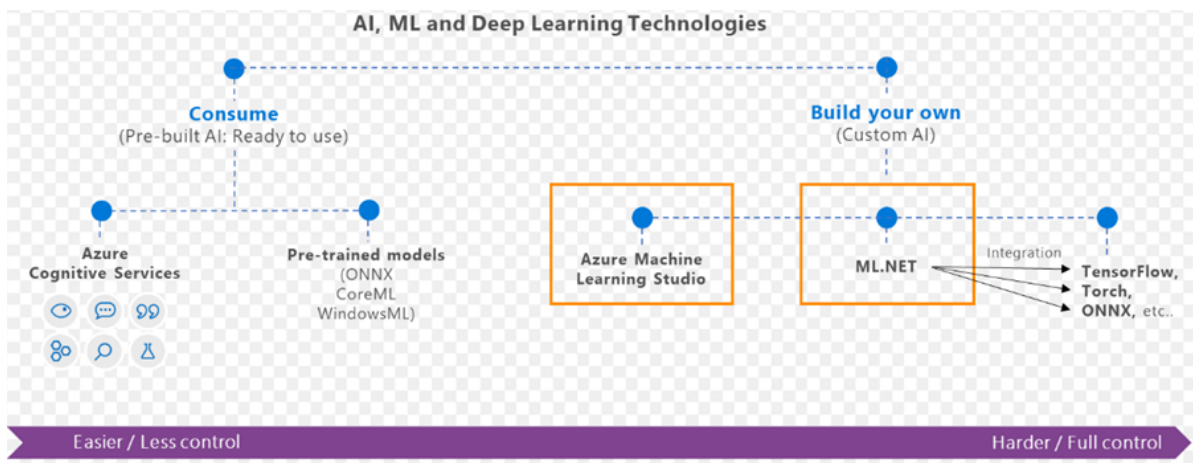 AI, ML and Deep Learning Technologies
Consume
(Pre-built AI: Ready to use)
Build your own
(Custom AI)
Azure
Cognitive Services
Pre-trained models
(ONNX
CoreML
WindowsML)
Azure Machine
Learning Studio
ML.NET
Integration
TensorFlow,
Torch,
ONNX, etc..
Easier / Less control
Harder / Full control